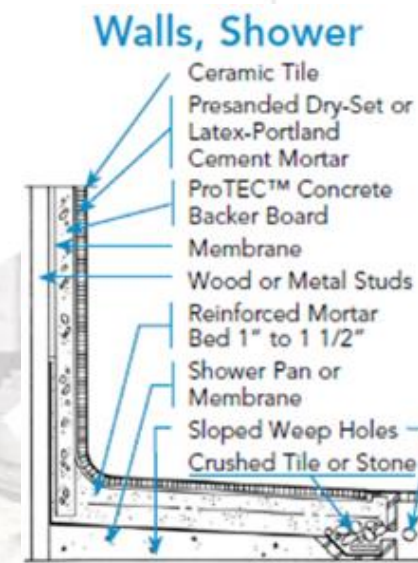 Walls, Shower
Ceramic Tile
Presanded Dry-Set or
Latex-Portland
Cement Mortar
ProTEC™ Concrete
Backer Board
Membrane
Wood or Metal Studs
Reinforced Mortar
Bed 1" to 1 1/2"
Shower Pan or
Membrane
Sloped Weep Holes
Crushed Tile or Stone